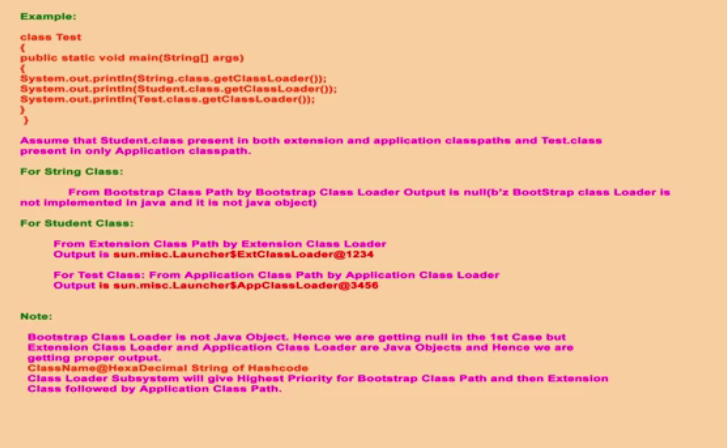 Example:
class Test
{
public static void main(String[] args)
{
System.out.println(String.class.getClassLoader());
System.out.println(Student.class.getClassLoader());
System.out.println(Test.class.getClassLoader());
}
}
Assume that Student.class present in both extension and application classpaths and Test.class
present in only Application classpath.
For String Class:
From Bootstrap Class Path by Bootstrap Class Loader Output is null(b'z BootStrap class Loader is
not implemented in java and it is not java object)
For Student Class:
From Extension Class Path by Extension Class Loader
Output is sun.misc.Launcher$ExtClassLoader@1234
For Test Class: From Application Class Path by Application Class Loader
Output is sun.misc.Launcher$AppClassLoader@3456
Note:
Bootstrap Class Loader is not Java Object. Hence we are getting null in the 1st Case but
Extension Class Loader and Application Class Loader are Java Objects and Hence we are
getting proper output.
ClassName@HexaDecimal String of Hashcode
Class Loader Subsystem will give Highest Priority for Bootstrap Class Path and then Extension
Class followed by Application Class Path.